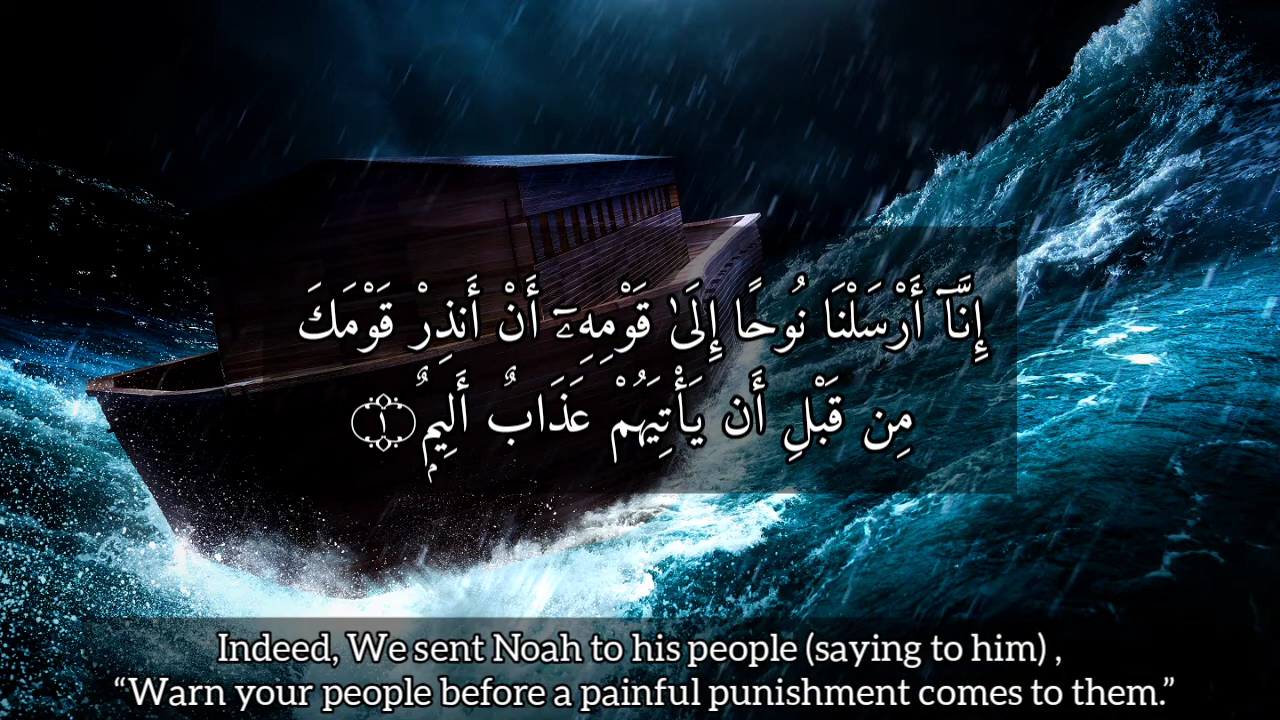 إِنَّآ أَرْسَلْنَا نُوحًا إِلَىٰ قَوْمِهِۦٓ أَنْ أَنذِرْ قَوْمَكَ
مِن قَبْلِ أَن يَأْتِيَهُمْ عَذَابٌ أَلِيمٌۭ ۝١
Indeed, We sent Noah to his people (saying to him) ,
“Warn your people before a painful punishment comes to them.”